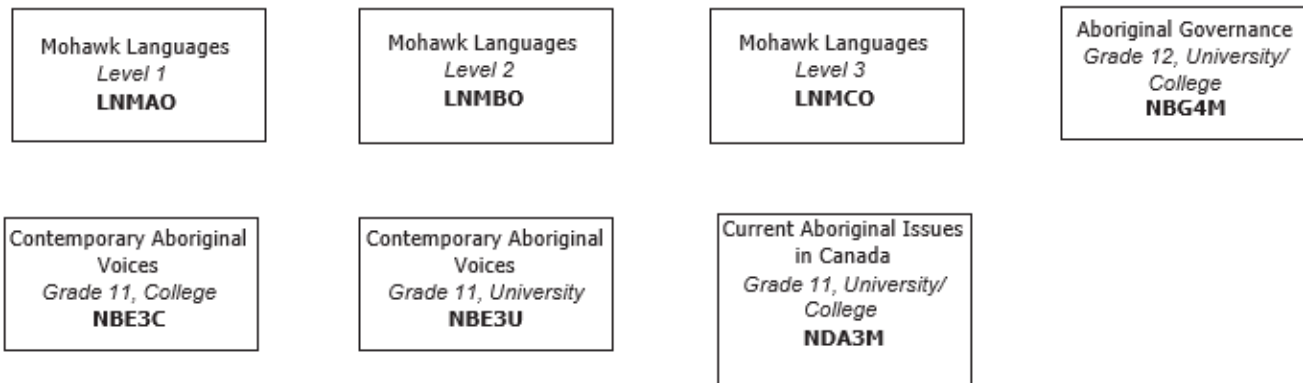 Mohawk Languages
Level 1
LNMAO
Mohawk Languages
Level 2
LNMBO
Mohawk Languages
Level 3
LNMCO
Aboriginal Governance
Grade 12, University/
College
NBG4M
Contemporary Aboriginal
Voices
Grade 11, College
NBE3C
Contemporary Aboriginal
Voices
Grade 11, University
NBE3U
Current Aboriginal Issues
in Canada
Grade 11, University/
College
NDA3M